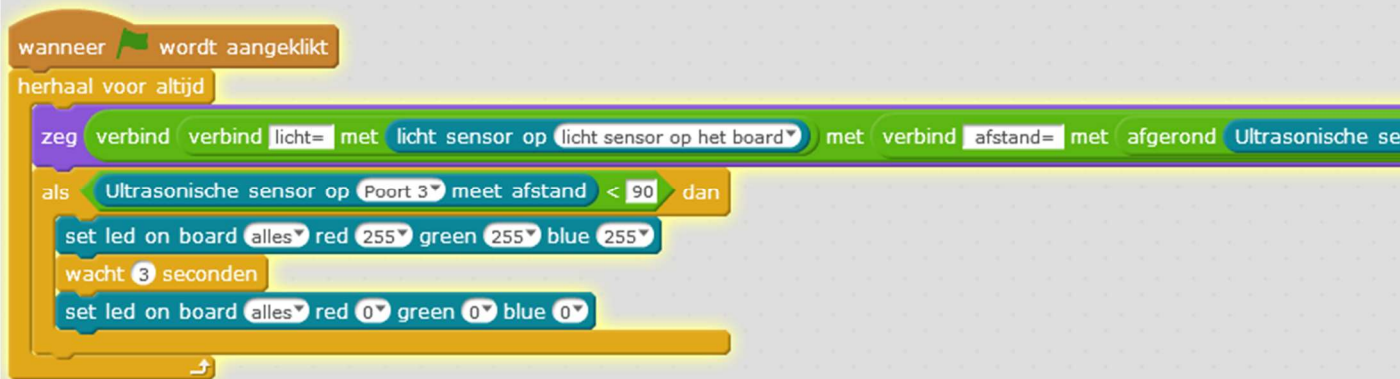 wanneer wordt aangeklikt
herhaal voor altijd
zeg verbind verbind licht= met licht sensor op licht sensor op het board met verbind afstand= met afgerond Ultrasonische se
als Ultrasonische sensor op Poort 3 meet afstand < 90 dan
set led on board alles red 255 green 255 blue 255
wacht 3 seconden
set led on board alles red 0 green 0 blue 0